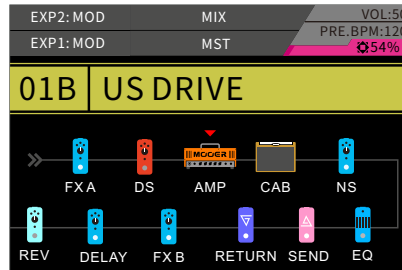 EXP2: MOD MIX VOL:50
EXP1: MOD MST PRE.BPM:120
54%
01B US DRIVE
MOOER
FX A DS AMP CAB NS
REV DELAY FX B RETURN SEND EQ